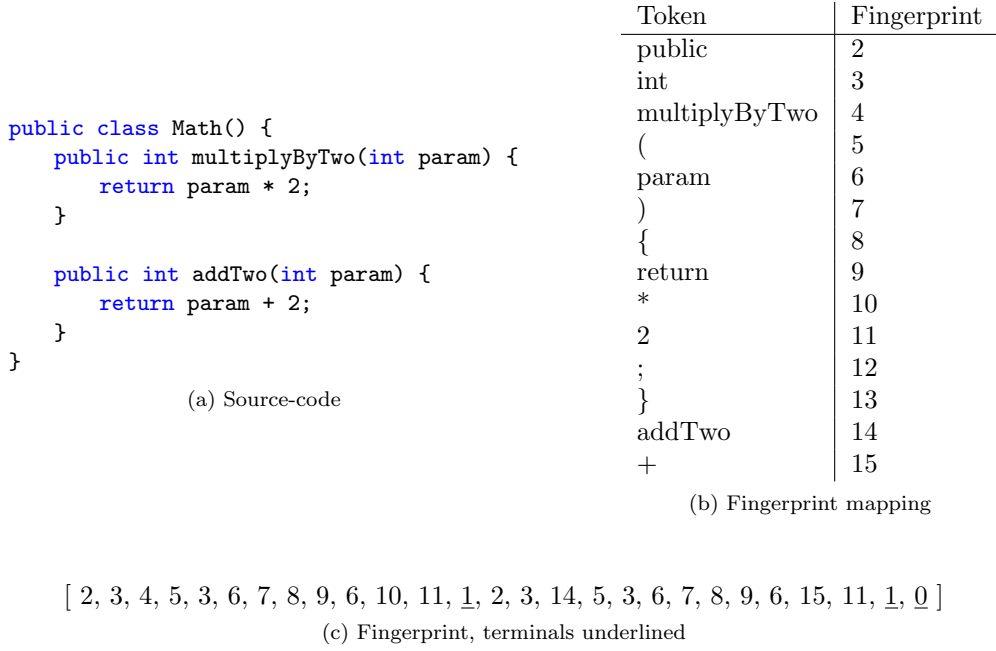 public class Math() {
public int multiplyByTwo(int param) {
return param * 2;
}
public int addTwo(int param) {
return param + 2;
}
}
(a) Source-code
Token Fingerprint
public 2
int 3
multiplyByTwo 4
( 5
param 6
) 7
{ 8
return 9
* 10
2 11
; 12
} 13
addTwo 14
+ 15
(b) Fingerprint mapping
[ 2, 3, 4, 5, 3, 6, 7, 8, 9, 6, 10, 11, 1, 2, 3, 14, 5, 3, 6, 7, 8, 9, 6, 15, 11, 1, 0 ]
(c) Fingerprint, terminals underlined